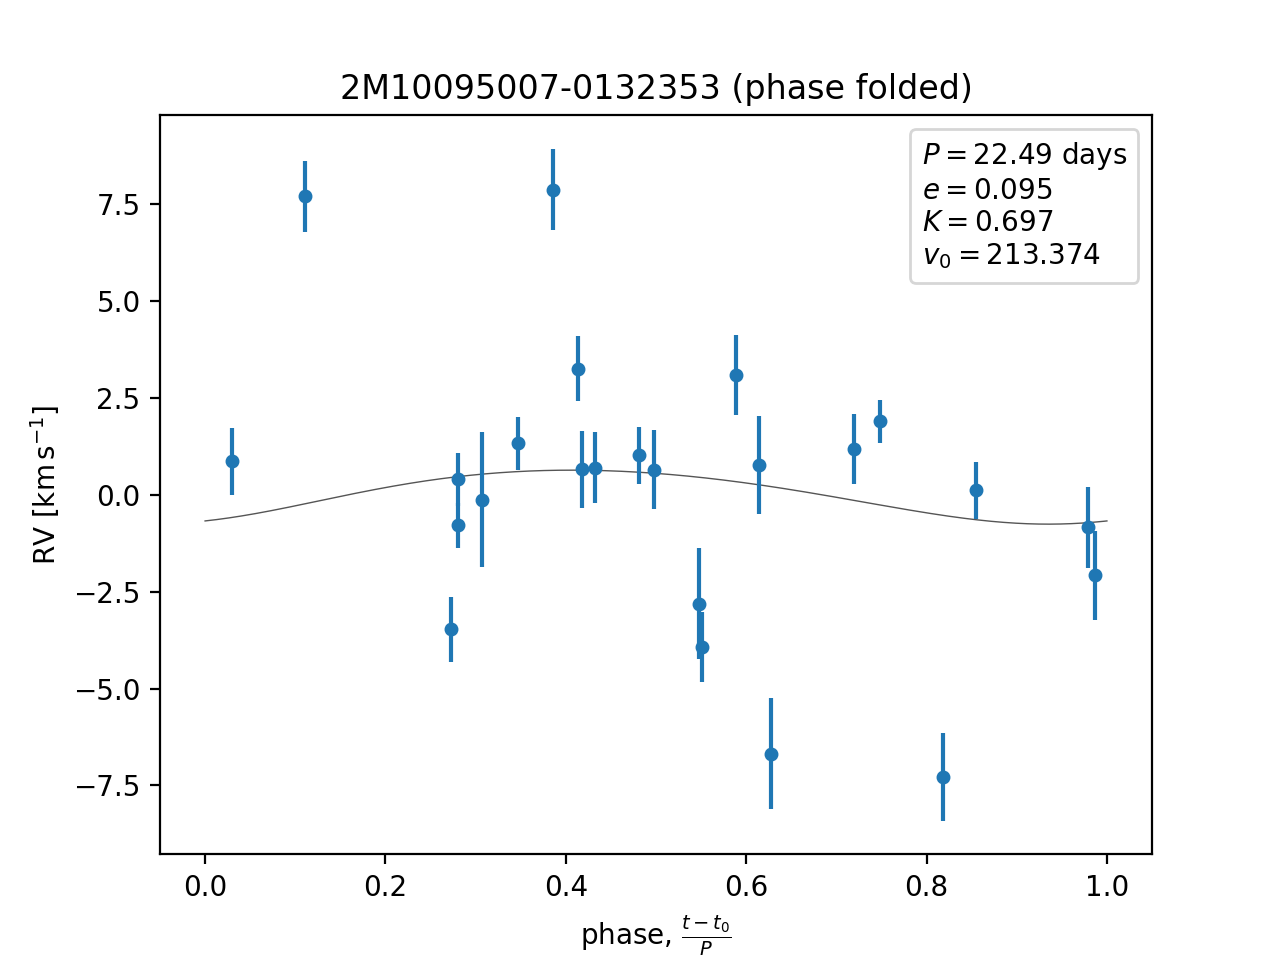 2M10095007-0132353 (phase folded)
P = 22.49 days
e = 0.095
K = 0.697
v₀ = 213.374
RV [km s⁻¹]
7.5
5.0
2.5
0.0
−2.5
−5.0
−7.5
0.0 0.2 0.4 0.6 0.8 1.0
phase, (t − t₀)/P